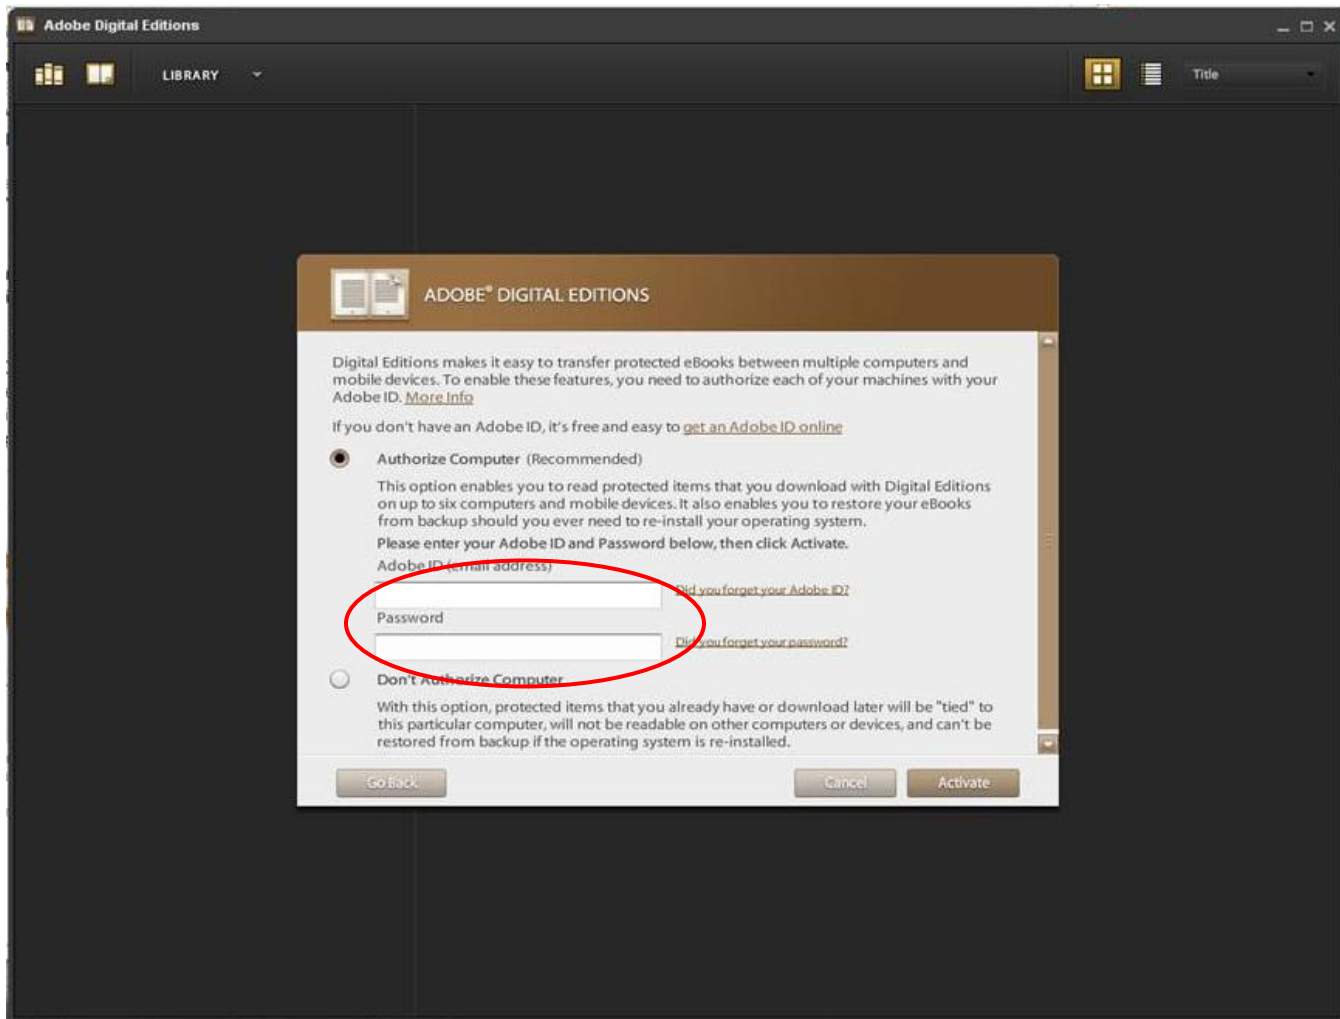 Adobe Digital Editions
LIBRARY
Title
ADOBE® DIGITAL EDITIONS
Digital Editions makes it easy to transfer protected eBooks between multiple computers and
mobile devices. To enable these features, you need to authorize each of your machines with your
Adobe ID. More Info
If you don't have an Adobe ID, it's free and easy to get an Adobe ID online
Authorize Computer (Recommended)
This option enables you to read protected items that you download with Digital Editions
on up to six computers and mobile devices. It also enables you to restore your eBooks
from backup should you ever need to re-install your operating system.
Please enter your Adobe ID and Password below, then click Activate.
Adobe ID (email address)
Did you forget your Adobe ID?
Password
Did you forget your password?
Don't Authorize Computer
With this option, protected items that you already have or download later will be "tied" to
this particular computer, will not be readable on other computers or devices, and can't be
restored from backup if the operating system is re-installed.
Go Back
Cancel
Activate